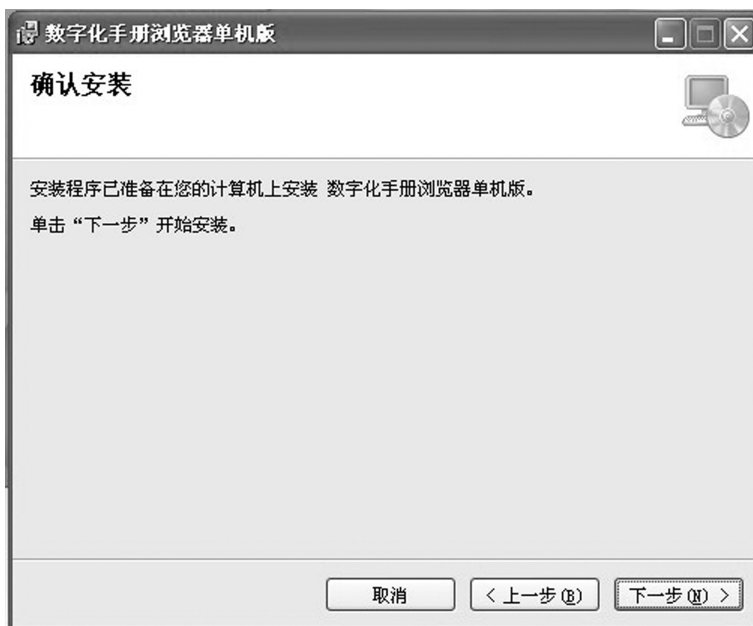 数字化手册浏览器单机版
确认安装
安装程序已准备在您的计算机上安装 数字化手册浏览器单机版。
单击“下一步”开始安装。
取消
< 上一步(B)
下一步(N) >